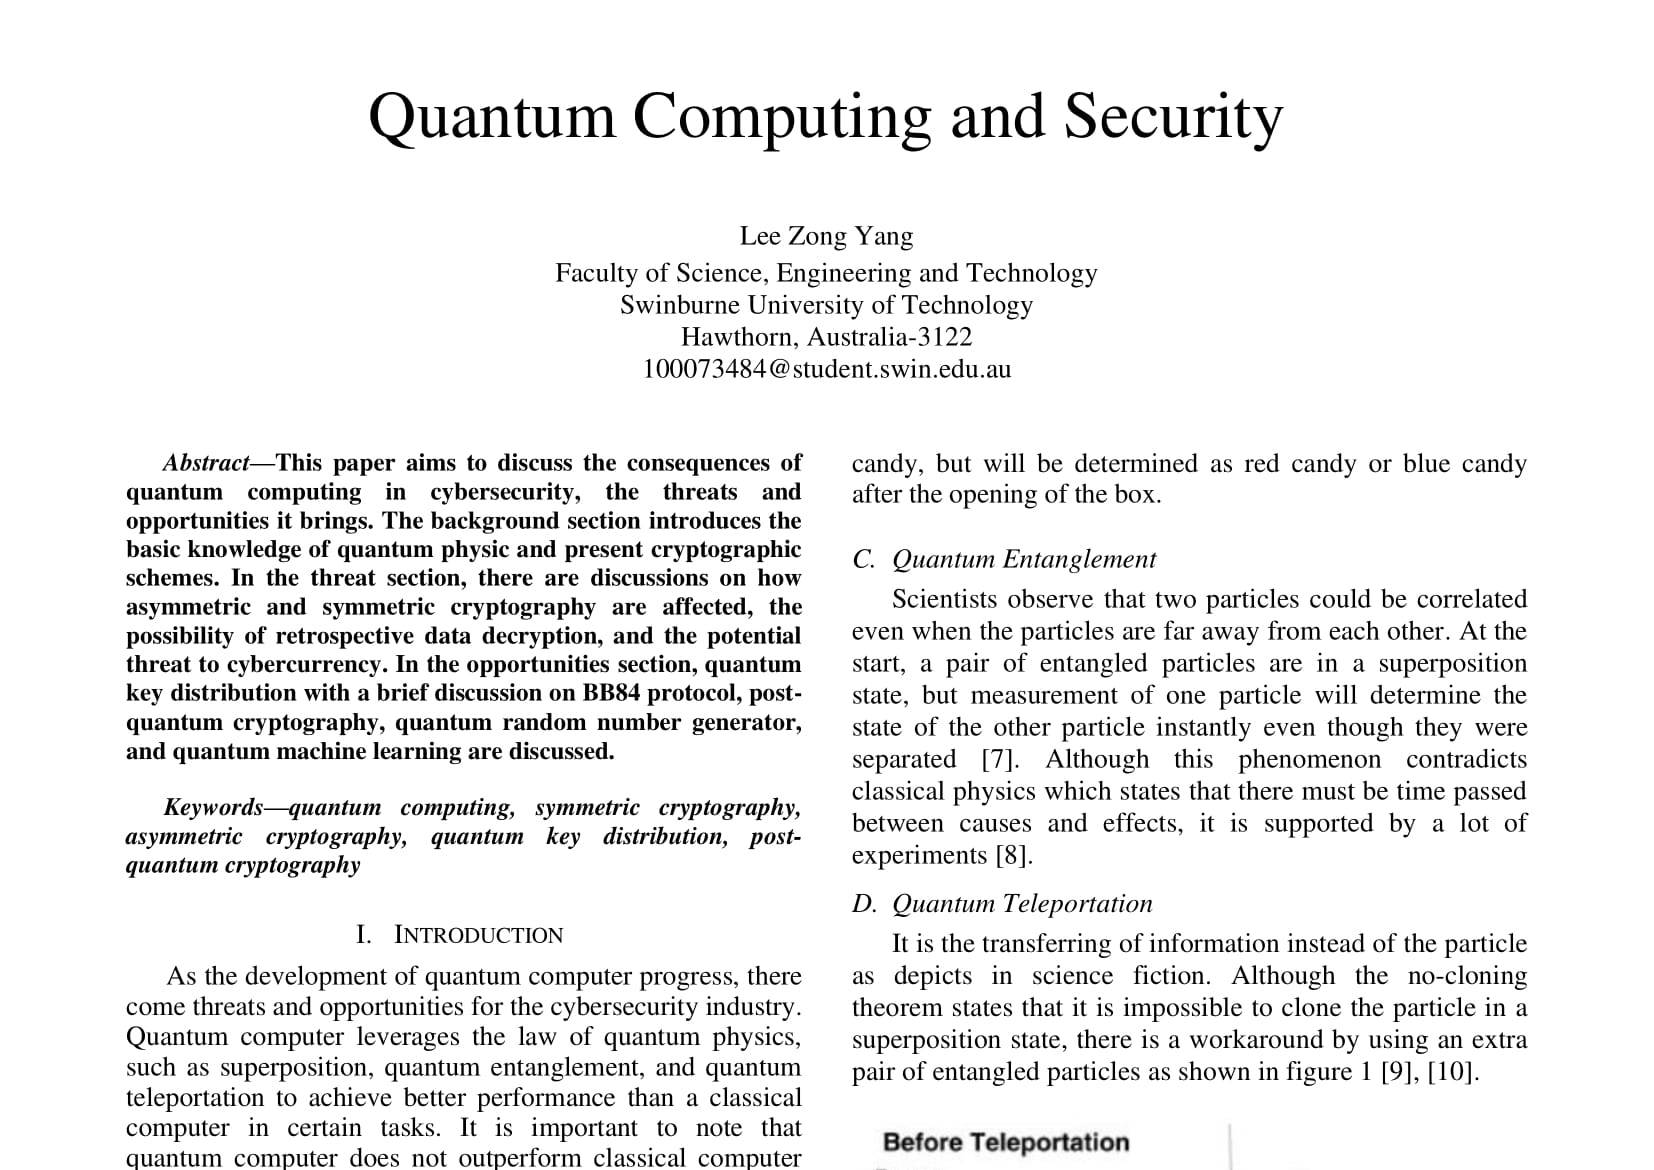 Quantum Computing and Security
Lee Zong Yang
Faculty of Science, Engineering and Technology
Swinburne University of Technology
Hawthorn, Australia-3122
100073484@student.swin.edu.au
Abstract—This paper aims to discuss the consequences of
quantum computing in cybersecurity, the threats and
opportunities it brings. The background section introduces the
basic knowledge of quantum physic and present cryptographic
schemes. In the threat section, there are discussions on how
asymmetric and symmetric cryptography are affected, the
possibility of retrospective data decryption, and the potential
threat to cybercurrency. In the opportunities section, quantum
key distribution with a brief discussion on BB84 protocol, post-
quantum cryptography, quantum random number generator,
and quantum machine learning are discussed.
Keywords—quantum computing, symmetric cryptography,
asymmetric cryptography, quantum key distribution, post-
quantum cryptography
I. INTRODUCTION
As the development of quantum computer progress, there
come threats and opportunities for the cybersecurity industry.
Quantum computer leverages the law of quantum physics,
such as superposition, quantum entanglement, and quantum
teleportation to achieve better performance than a classical
computer in certain tasks. It is important to note that
quantum computer does not outperform classical computer
candy, but will be determined as red candy or blue candy
after the opening of the box.
C. Quantum Entanglement
Scientists observe that two particles could be correlated
even when the particles are far away from each other. At the
start, a pair of entangled particles are in a superposition
state, but measurement of one particle will determine the
state of the other particle instantly even though they were
separated [7]. Although this phenomenon contradicts
classical physics which states that there must be time passed
between causes and effects, it is supported by a lot of
experiments [8].
D. Quantum Teleportation
It is the transferring of information instead of the particle
as depicts in science fiction. Although the no-cloning
theorem states that it is impossible to clone the particle in a
superposition state, there is a workaround by using an extra
pair of entangled particles as shown in figure 1 [9], [10].
Before Teleportation